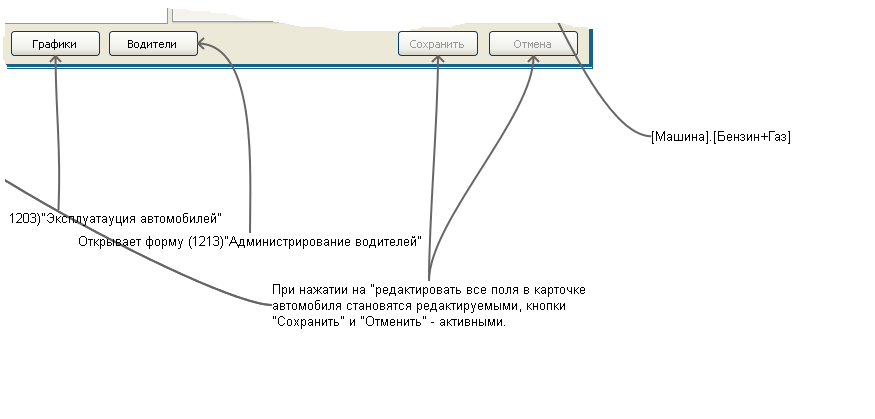 Графики
Водители
Сохранить
Отмена
[Машина].[Бензин+Газ]
1203)"Эксплуатауция автомобилей"
Открывает форму (1213)"Администрирование водителей"
При нажатии на "редактировать все поля в карточке
автомобиля становятся редактируемыми, кнопки
"Сохранить" и "Отменить" - активными.